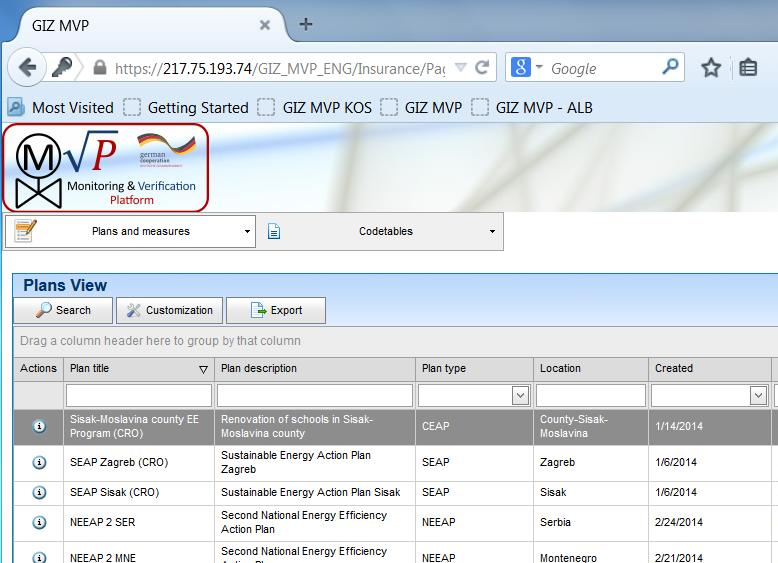 GIZ MVP
https://217.75.193.74/GIZ_MVP_ENG/Insurance/Pag
Google
Most Visited Getting Started GIZ MVP KOS GIZ MVP GIZ MVP - ALB
M √P german
cooperation
Monitoring & Verification
Platform
Plans and measures Codetables
Plans View
Search Customization Export
Drag a column header here to group by that column
Actions Plan title Plan description Plan type Location Created
Sisak-Moslavina county EE Program (CRO) Renovation of schools in Sisak-Moslavina county CEAP County-Sisak-Moslavina 1/14/2014
SEAP Zagreb (CRO) Sustainable Energy Action Plan Zagreb SEAP Zagreb 1/6/2014
SEAP Sisak (CRO) Sustainable Energy Action Plan Sisak SEAP Sisak 1/6/2014
NEEAP 2 SER Second National Energy Efficiency Action Plan NEEAP Serbia 2/24/2014
NEEAP 2 MNE Second National Energy Efficiency NEEAP Montenegro 2/21/2014